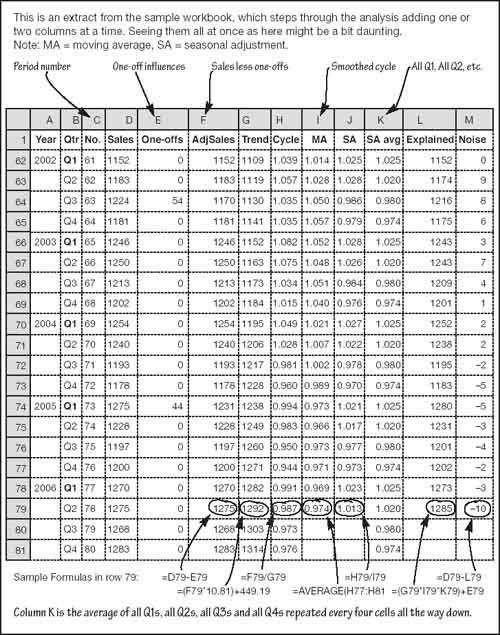 This is an extract from the sample workbook, which steps through the analysis adding one or
two columns at a time. Seeing them all at once as here might be a bit daunting.
Note: MA = moving average, SA = seasonal adjustment.
Period number One-off influences Sales less one-offs Smoothed cycle All Q1, All Q2, etc.
A B C D E F G H I J K L M
1 Year Qtr No. Sales One-offs AdjSales Trend Cycle MA SA SA avg Explained Noise
62 2002 Q1 61 1152 0 1152 1109 1.039 1.014 1.025 1.025 1152 0
63 Q2 62 1183 0 1183 1119 1.057 1.028 1.028 1.020 1174 9
64 Q3 63 1224 54 1170 1130 1.035 1.050 0.986 0.980 1216 8
65 Q4 64 1181 0 1181 1141 1.035 1.057 0.979 0.974 1175 6
66 2003 Q1 65 1246 0 1246 1152 1.082 1.052 1.028 1.025 1243 3
67 Q2 66 1250 0 1250 1163 1.075 1.048 1.026 1.020 1243 7
68 Q3 67 1213 0 1213 1173 1.034 1.051 0.984 0.980 1209 4
69 Q4 68 1202 0 1202 1184 1.015 1.040 0.976 0.974 1201 1
70 2004 Q1 69 1254 0 1254 1195 1.049 1.021 1.027 1.025 1252 2
71 Q2 70 1240 0 1240 1206 1.028 1.007 1.022 1.020 1238 2
72 Q3 71 1193 0 1193 1217 0.981 1.002 0.978 0.980 1195 –2
73 Q4 72 1178 0 1178 1228 0.960 0.989 0.970 0.974 1183 –5
74 2005 Q1 73 1275 44 1231 1238 0.994 0.973 1.021 1.025 1280 –5
75 Q2 74 1228 0 1228 1249 0.983 0.966 1.017 1.020 1231 –3
76 Q3 75 1197 0 1197 1260 0.950 0.973 0.977 0.980 1201 –4
77 Q4 76 1200 0 1200 1271 0.944 0.971 0.973 0.974 1202 –2
78 2006 Q1 77 1270 0 1270 1282 0.991 0.969 1.023 1.025 1273 –3
79 Q2 78 1275 0 1275 1292 0.987 0.974 1.013 1.020 1285 –10
80 Q3 79 1268 0 1268 1303 0.973 0.980
81 Q4 80 1283 0 1283 1314 0.976 0.974
Sample Formulas in row 79: =D79-E79 =F79/G79 =H79/I79 =D79-L79
=(F79*10.81)+449.19 =AVERAGE(H77:H81 =(G79*I79*K79)+E79
Column K is the average of all Q1s, all Q2s, all Q3s and all Q4s repeated every four cells all the way down.